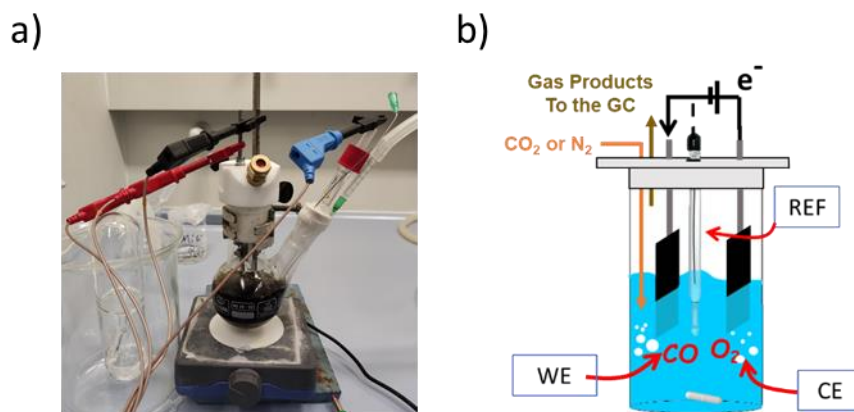 a)
b)
Gas Products
To the GC
e⁻
CO₂ or N₂
REF
CO
O₂
WE
CE